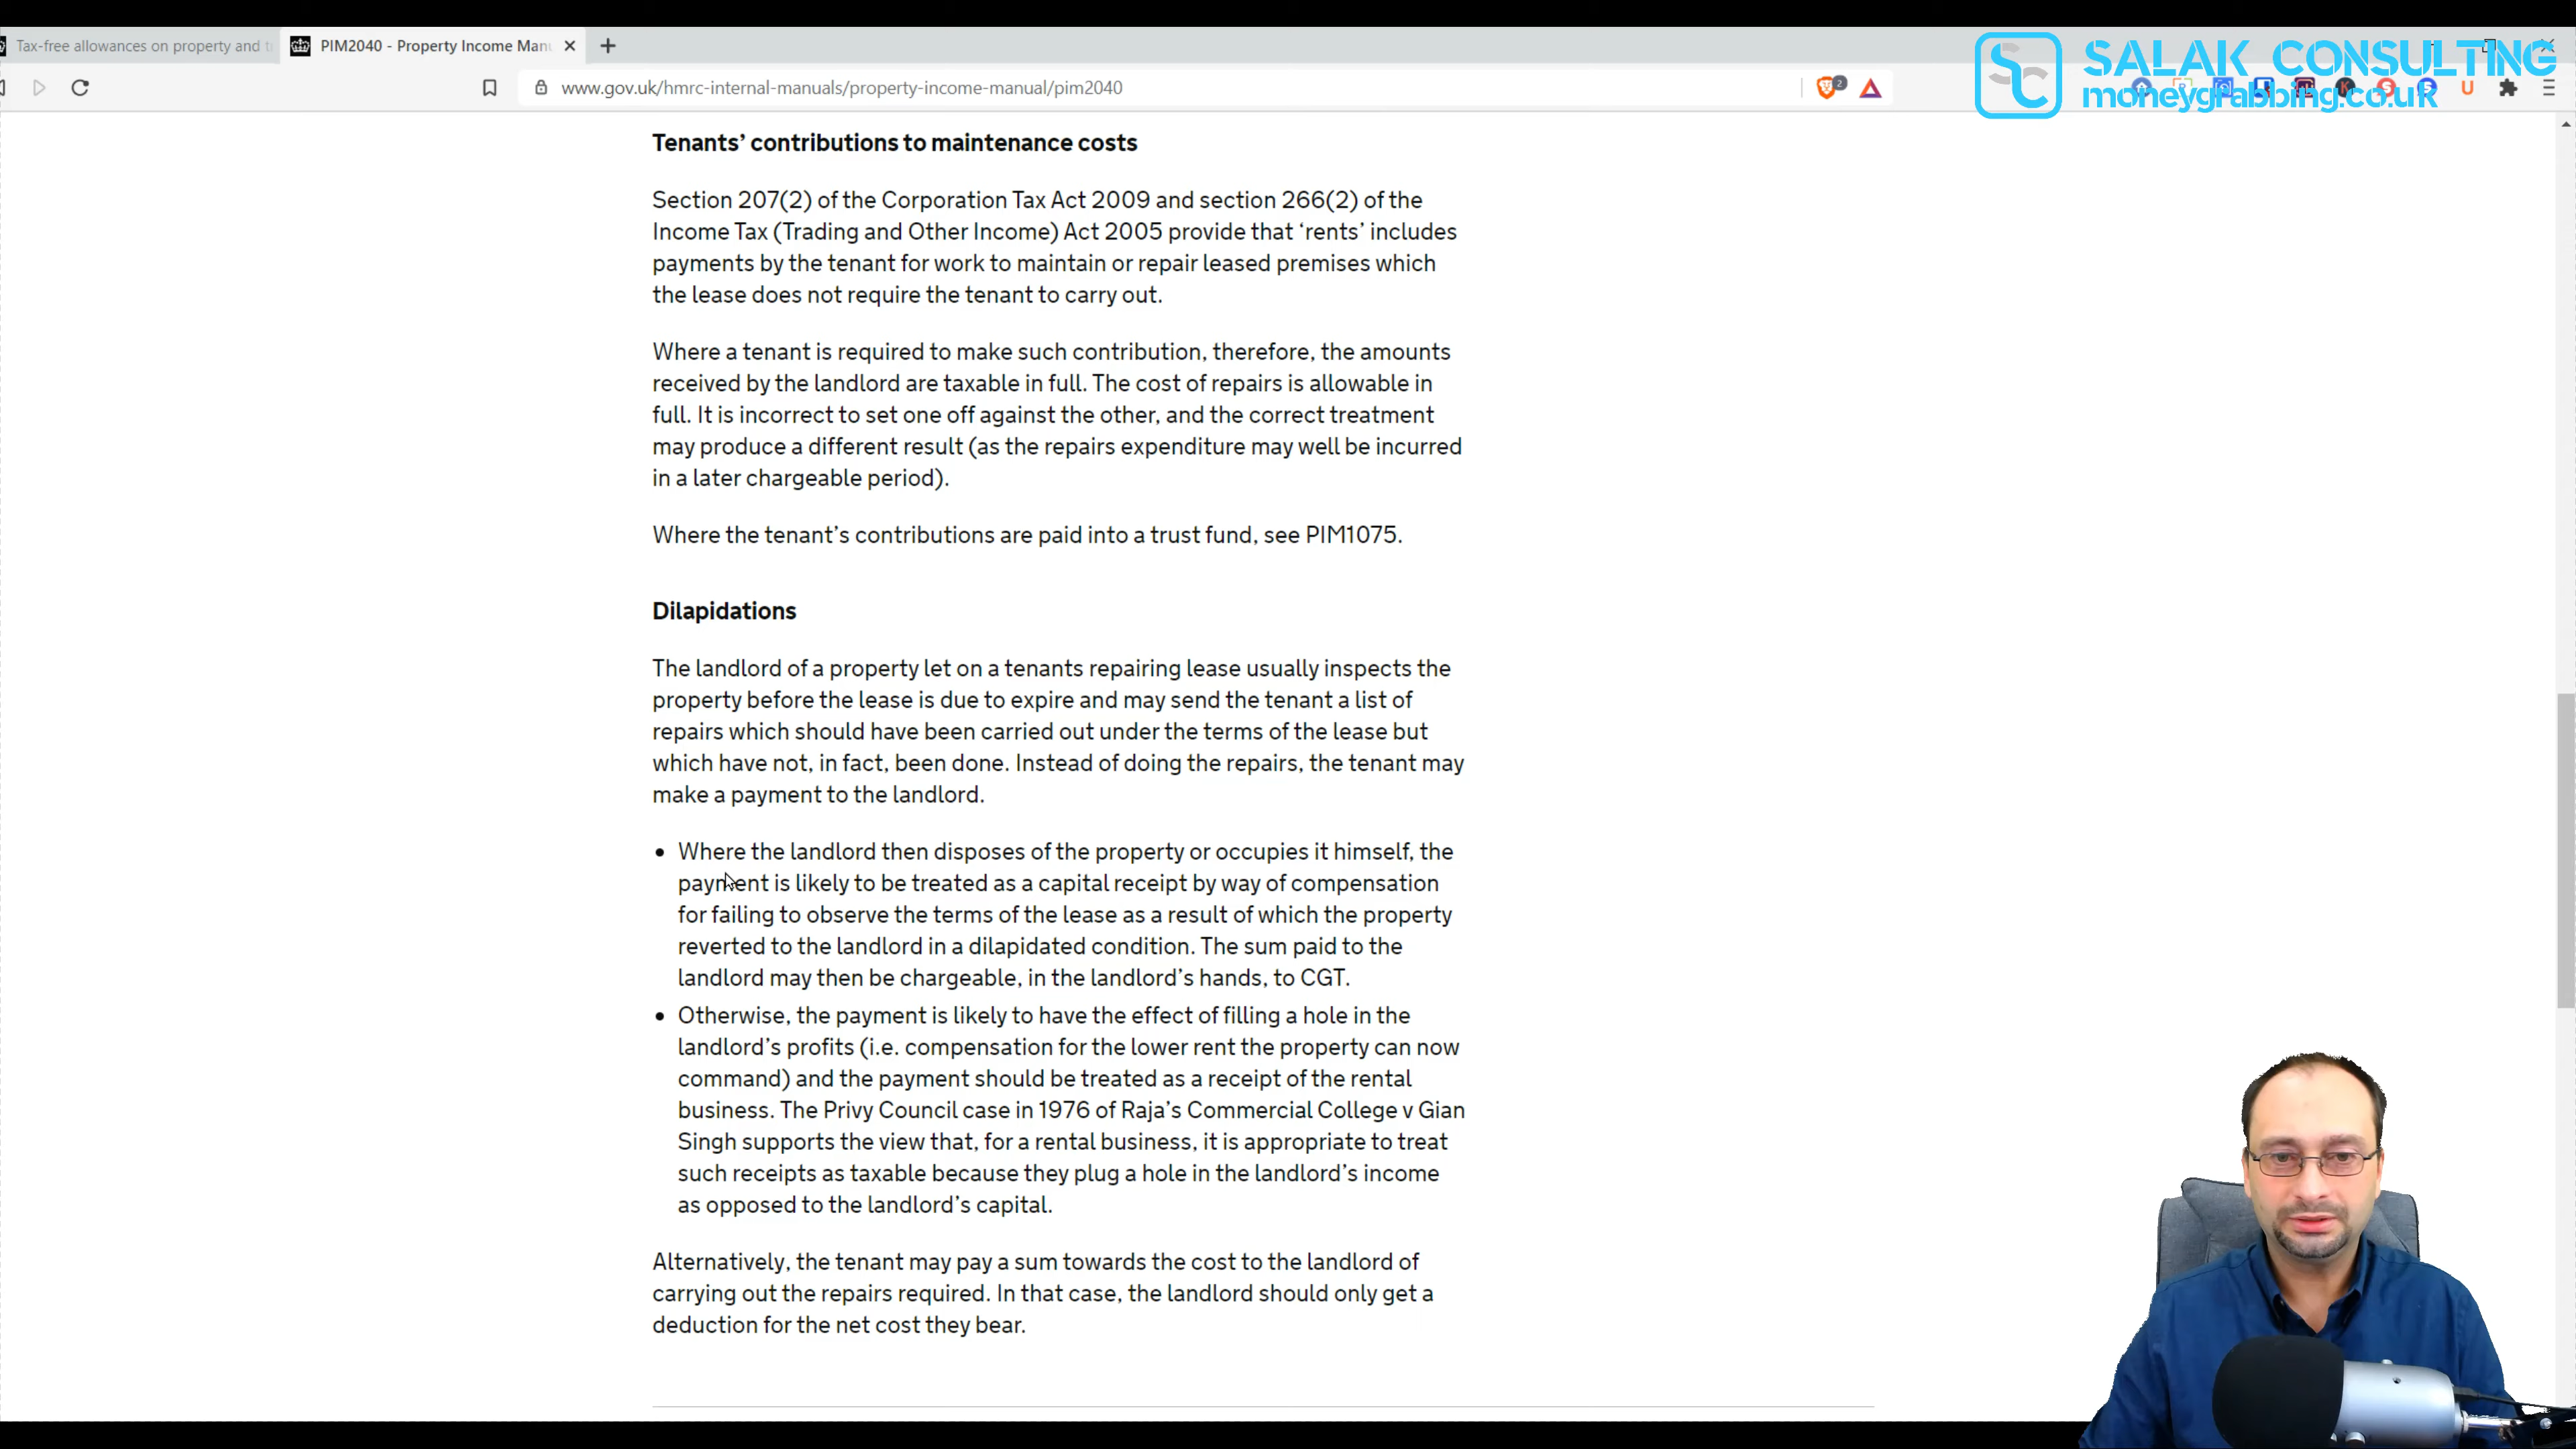 Tax-free allowances on property and t
PIM2040 - Property Income Manu
SALAK CONSULTING
www.gov.uk/hmrc-internal-manuals/property-income-manual/pim2040
2
moneygrabbing.co.uk
Tenants’ contributions to maintenance costs
Section 207(2) of the Corporation Tax Act 2009 and section 266(2) of the
Income Tax (Trading and Other Income) Act 2005 provide that ‘rents’ includes
payments by the tenant for work to maintain or repair leased premises which
the lease does not require the tenant to carry out.
Where a tenant is required to make such contribution, therefore, the amounts
received by the landlord are taxable in full. The cost of repairs is allowable in
full. It is incorrect to set one off against the other, and the correct treatment
may produce a different result (as the repairs expenditure may well be incurred
in a later chargeable period).
Where the tenant’s contributions are paid into a trust fund, see PIM1075.
Dilapidations
The landlord of a property let on a tenants repairing lease usually inspects the
property before the lease is due to expire and may send the tenant a list of
repairs which should have been carried out under the terms of the lease but
which have not, in fact, been done. Instead of doing the repairs, the tenant may
make a payment to the landlord.
• Where the landlord then disposes of the property or occupies it himself, the
payment is likely to be treated as a capital receipt by way of compensation
for failing to observe the terms of the lease as a result of which the property
reverted to the landlord in a dilapidated condition. The sum paid to the
landlord may then be chargeable, in the landlord’s hands, to CGT.
• Otherwise, the payment is likely to have the effect of filling a hole in the
landlord’s profits (i.e. compensation for the lower rent the property can now
command) and the payment should be treated as a receipt of the rental
business. The Privy Council case in 1976 of Raja’s Commercial College v Gian
Singh supports the view that, for a rental business, it is appropriate to treat
such receipts as taxable because they plug a hole in the landlord’s income
as opposed to the landlord’s capital.
Alternatively, the tenant may pay a sum towards the cost to the landlord of
carrying out the repairs required. In that case, the landlord should only get a
deduction for the net cost they bear.